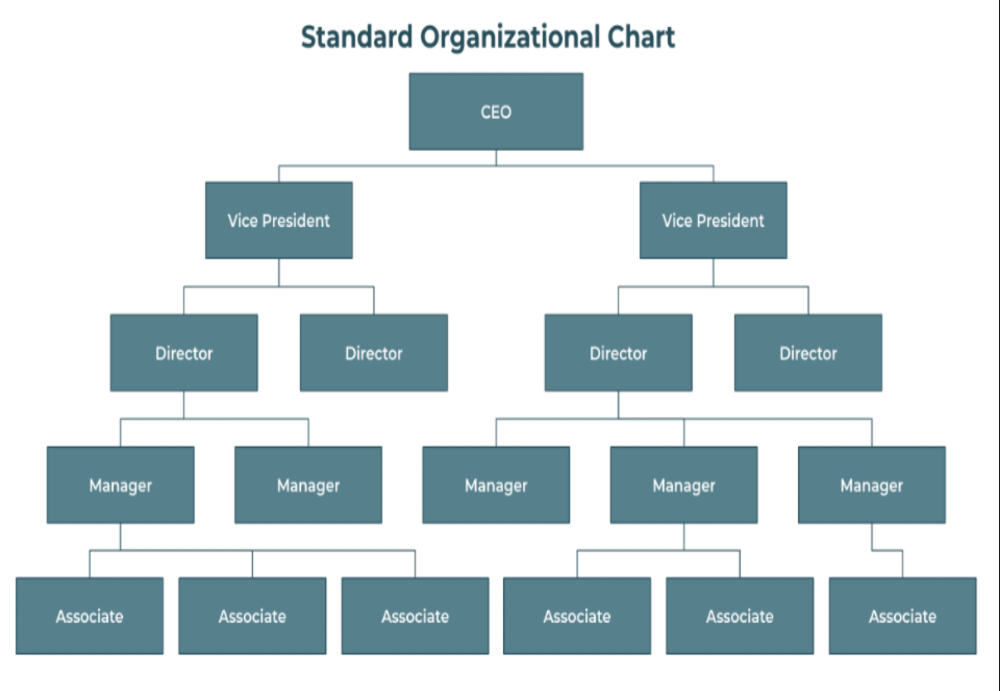 Standard Organizational Chart
CEO
Vice President
Vice President
Director
Director
Director
Director
Manager
Manager
Manager
Manager
Manager
Associate
Associate
Associate
Associate
Associate
Associate